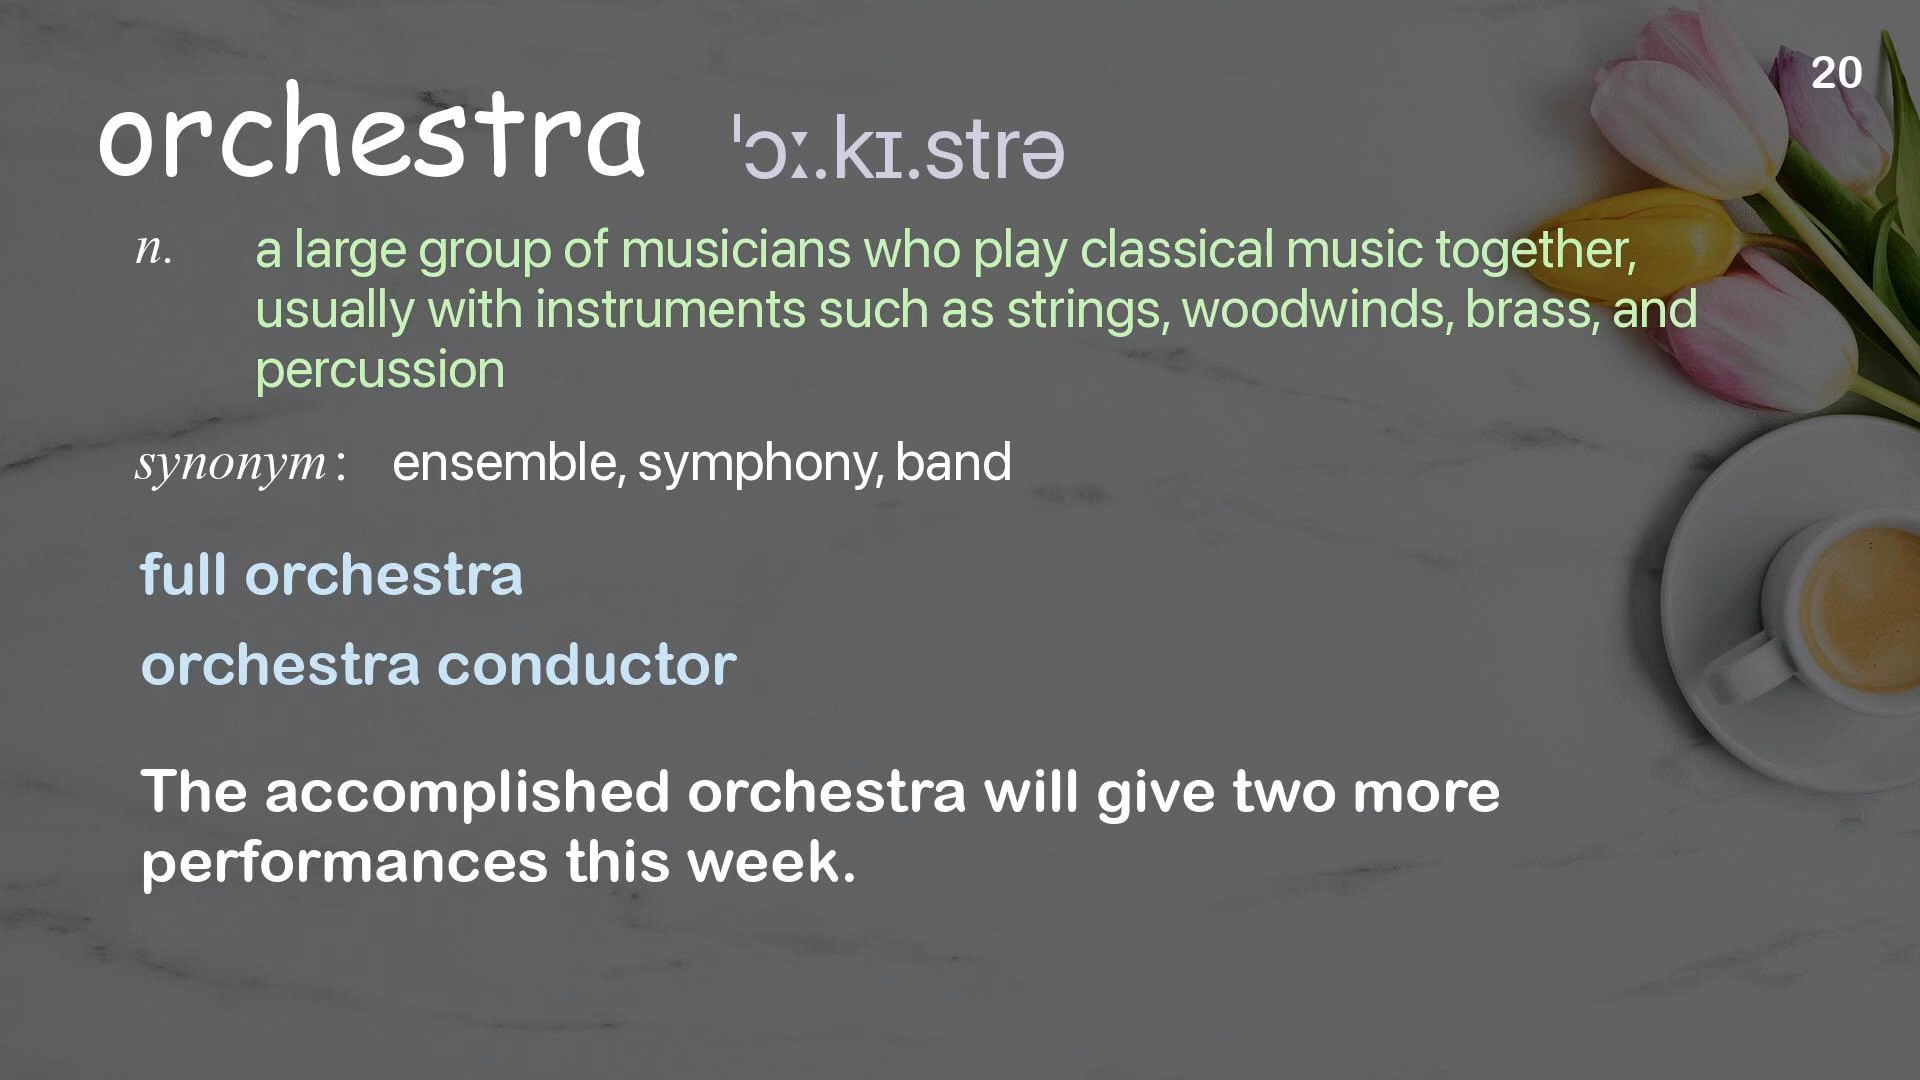 20
orchestra ˈɔː.kɪ.strə
n. a large group of musicians who play classical music together,
usually with instruments such as strings, woodwinds, brass, and
percussion
synonym: ensemble, symphony, band
full orchestra
orchestra conductor
The accomplished orchestra will give two more
performances this week.